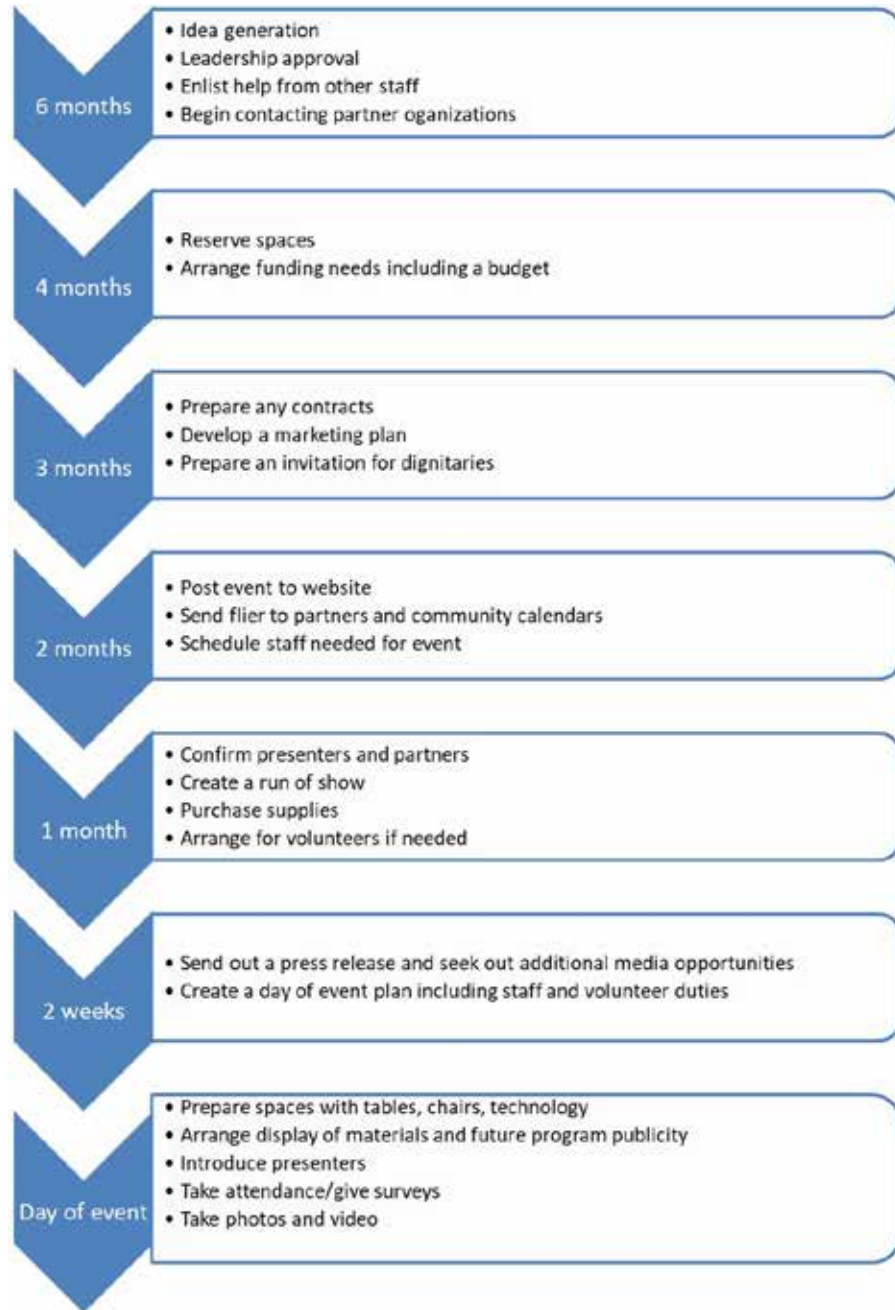 6 months
• Idea generation
• Leadership approval
• Enlist help from other staff
• Begin contacting partner oganizations
4 months
• Reserve spaces
• Arrange funding needs including a budget
3 months
• Prepare any contracts
• Develop a marketing plan
• Prepare an invitation for dignitaries
2 months
• Post event to website
• Send flier to partners and community calendars
• Schedule staff needed for event
1 month
• Confirm presenters and partners
• Create a run of show
• Purchase supplies
• Arrange for volunteers if needed
2 weeks
• Send out a press release and seek out additional media opportunities
• Create a day of event plan including staff and volunteer duties
Day of event
• Prepare spaces with tables, chairs, technology
• Arrange display of materials and future program publicity
• Introduce presenters
• Take attendance/give surveys
• Take photos and video